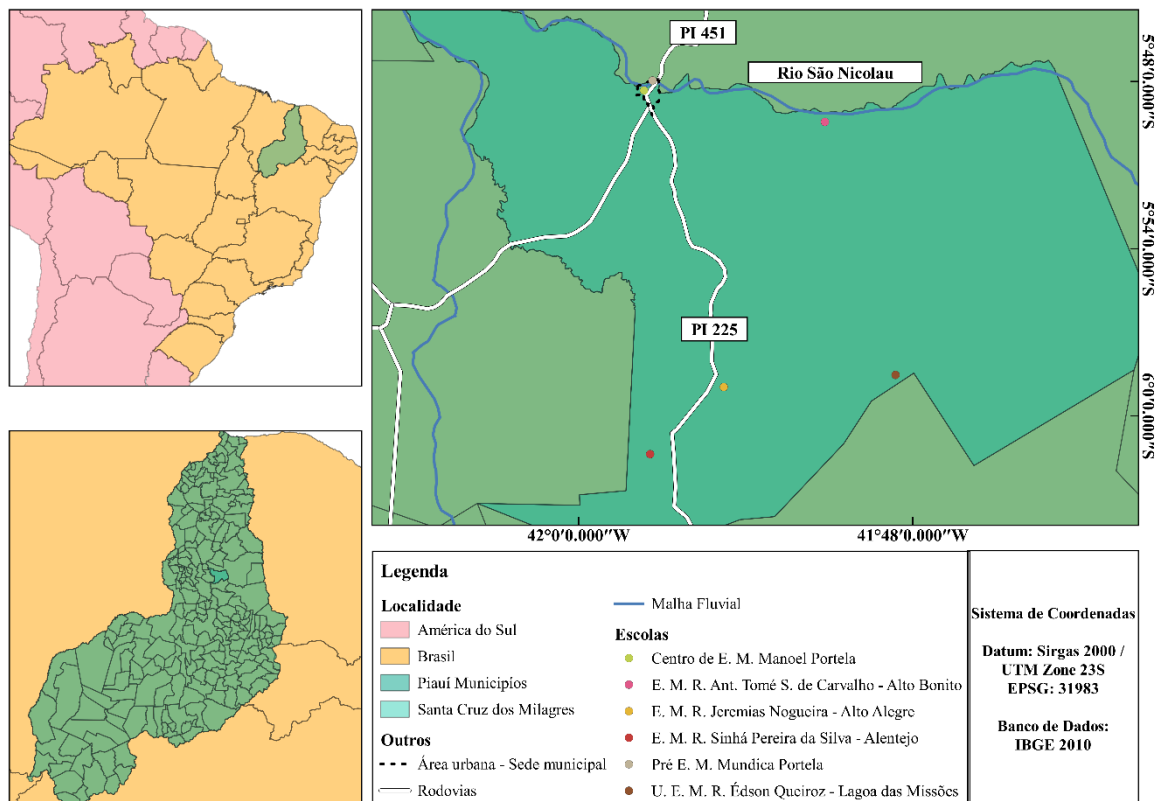 PI 451
Rio São Nicolau
PI 225
5°48'0.000"S
5°54'0.000"S
6°0'0.000"S
42°0'0.000"W
41°48'0.000"W
Legenda
Localidade
América do Sul
Brasil
Piauí Municipíos
Santa Cruz dos Milagres
Outros
Área urbana - Sede municipal
Rodovias
Malha Fluvial
Escolas
Centro de E. M. Manoel Portela
E. M. R. Ant. Tomé S. de Carvalho - Alto Bonito
E. M. R. Jeremias Nogueira - Alto Alegre
E. M. R. Sinhá Pereira da Silva - Alentejo
Pré E. M. Mundica Portela
U. E. M. R. Édson Queiroz - Lagoa das Missões
Sistema de Coordenadas
Datum: Sirgas 2000 /
UTM Zone 23S
EPSG: 31983
Banco de Dados:
IBGE 2010